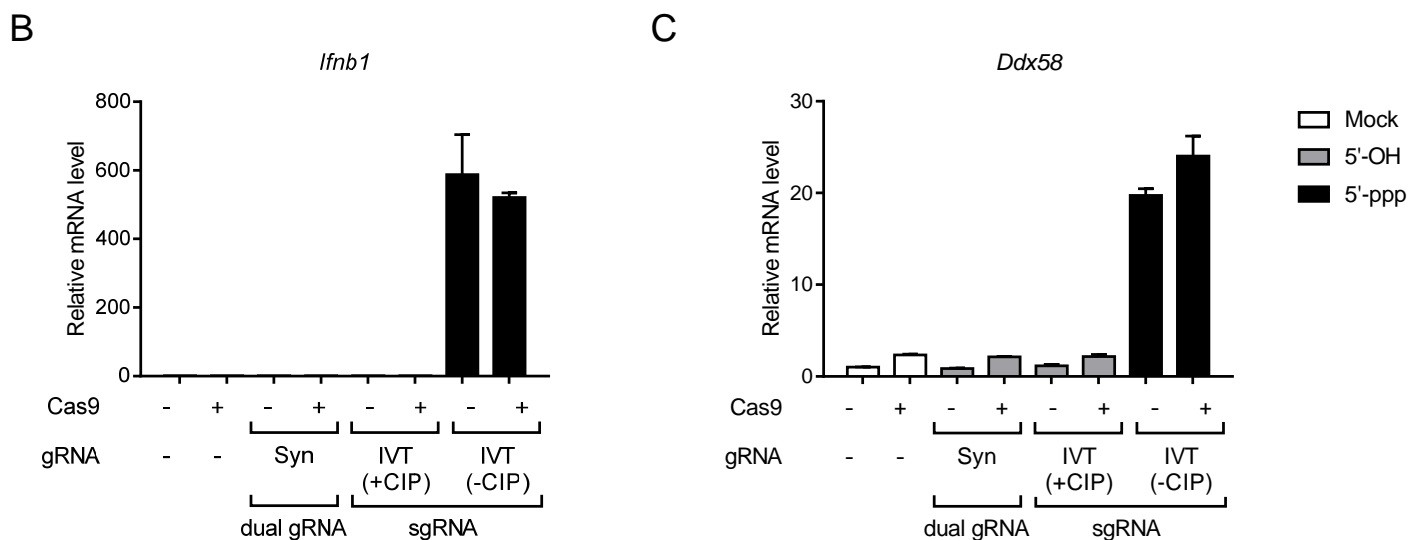 B
Ifnb1
Relative mRNA level
800
600
400
200
0
Cas9 - + - + - + - +
gRNA - - Syn IVT IVT
(+CIP) (-CIP)
dual gRNA sgRNA
C
Ddx58
Relative mRNA level
30
20
10
0
Cas9 - + - + - + - +
gRNA - - Syn IVT IVT
(+CIP) (-CIP)
dual gRNA sgRNA
Mock
5'-OH
5'-ppp